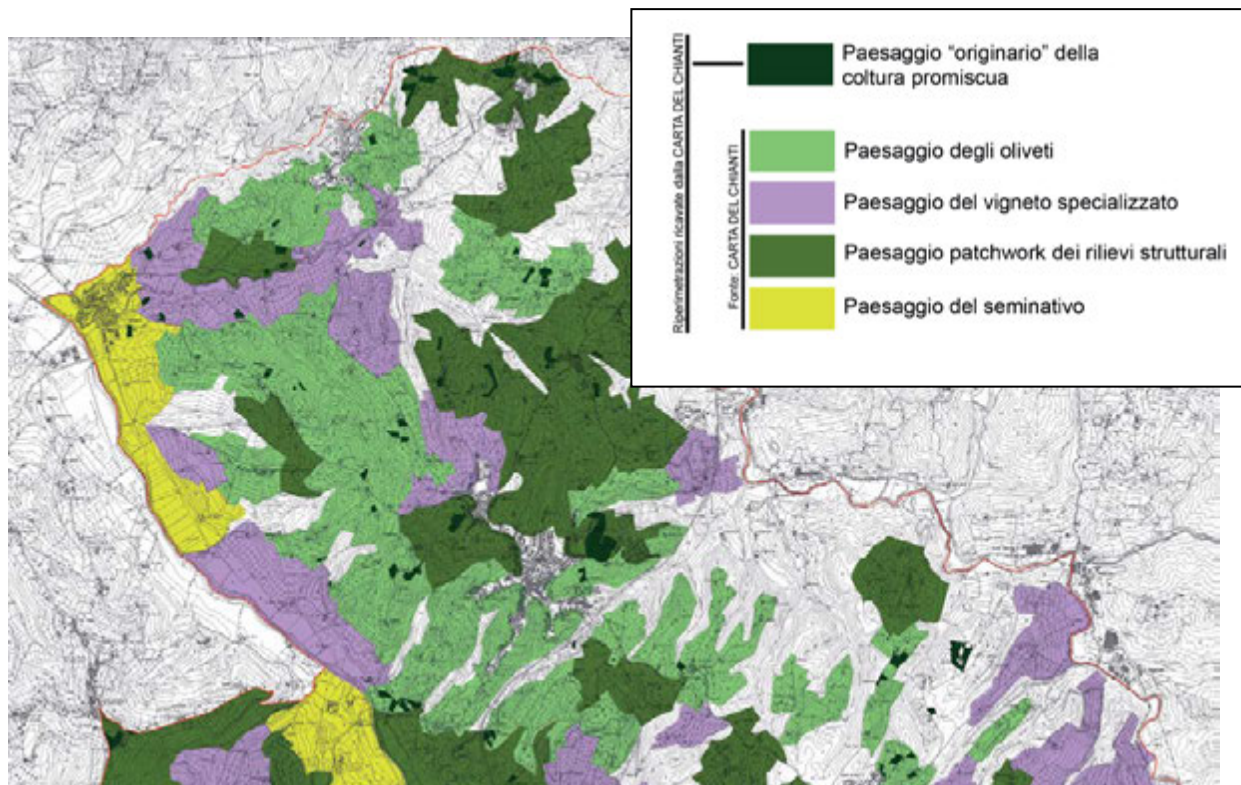 Riperimetrazioni ricavate dalla CARTA DEL CHIANTI
Paesaggio "originario" della
coltura promiscua
Fonte: CARTA DEL CHIANTI
Paesaggio degli oliveti
Paesaggio del vigneto specializzato
Paesaggio patchwork dei rilievi strutturali
Paesaggio del seminativo